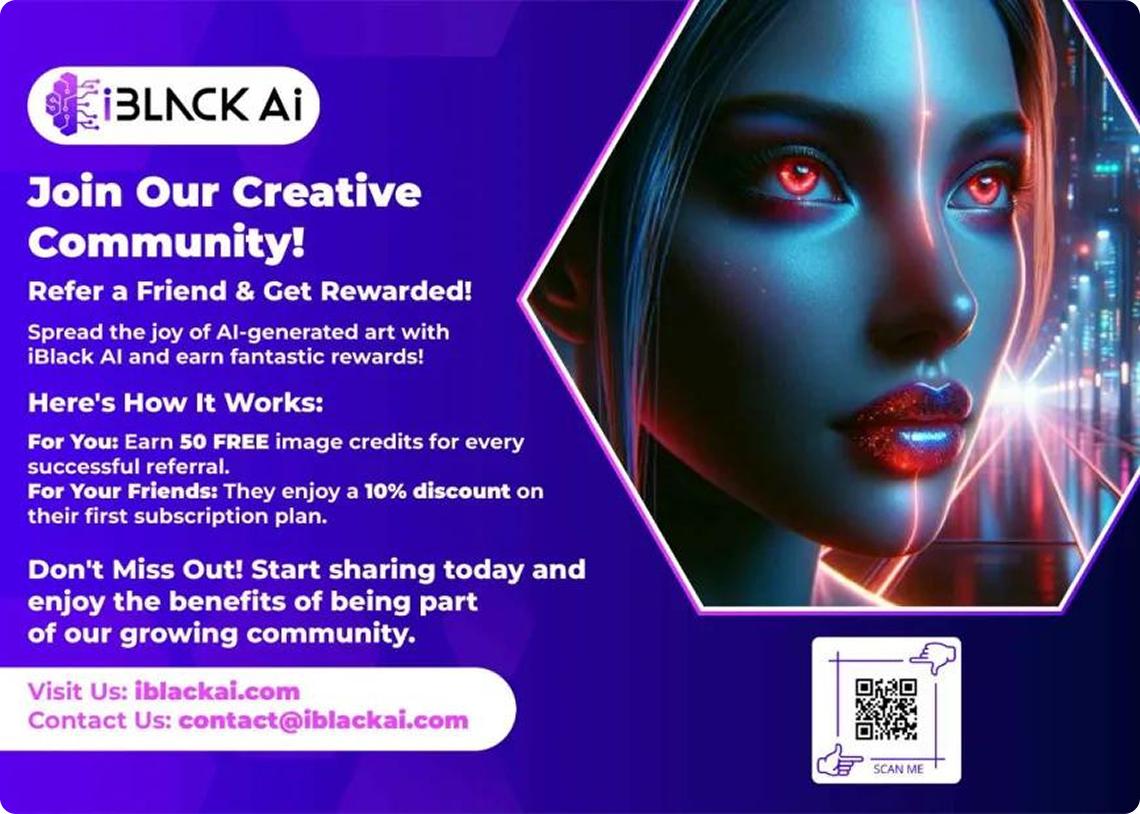 iBLACK Ai
Join Our Creative
Community!
Refer a Friend & Get Rewarded!
Spread the joy of AI-generated art with
iBlack AI and earn fantastic rewards!
Here's How It Works:
For You: Earn 50 FREE image credits for every
successful referral.
For Your Friends: They enjoy a 10% discount on
their first subscription plan.
Don't Miss Out! Start sharing today and
enjoy the benefits of being part
of our growing community.
Visit Us: iblackai.com
Contact Us: contact@iblackai.com
SCAN ME